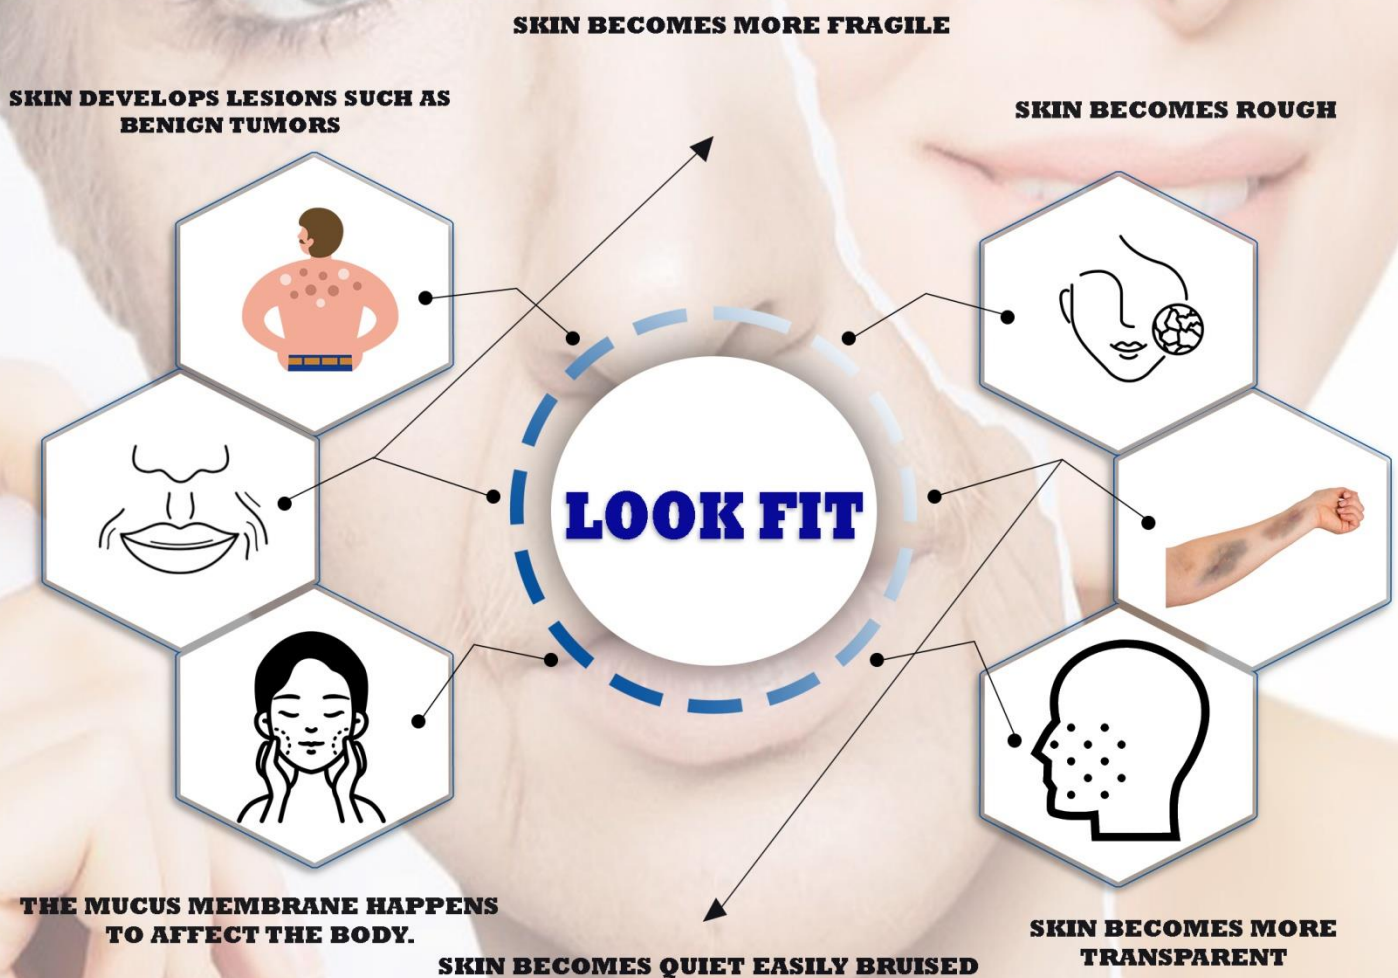 SKIN BECOMES MORE FRAGILE
SKIN DEVELOPS LESIONS SUCH AS
BENIGN TUMORS
SKIN BECOMES ROUGH
LOOK FIT
THE MUCUS MEMBRANE HAPPENS
TO AFFECT THE BODY.
SKIN BECOMES MORE
TRANSPARENT
SKIN BECOMES QUIET EASILY BRUISED